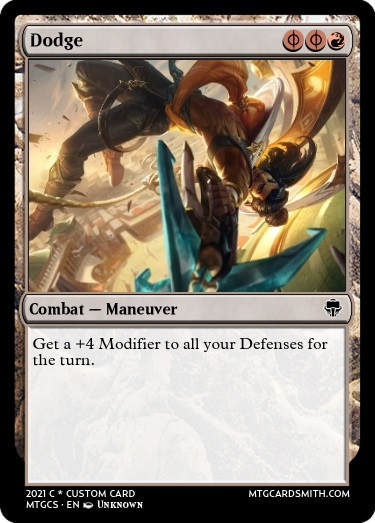 Dodge
Combat — Maneuver
Get a +4 Modifier to all your Defenses for
the turn.
2021 C * CUSTOM CARD
MTGCARDSMITH.COM
MTGCS · EN Unknown